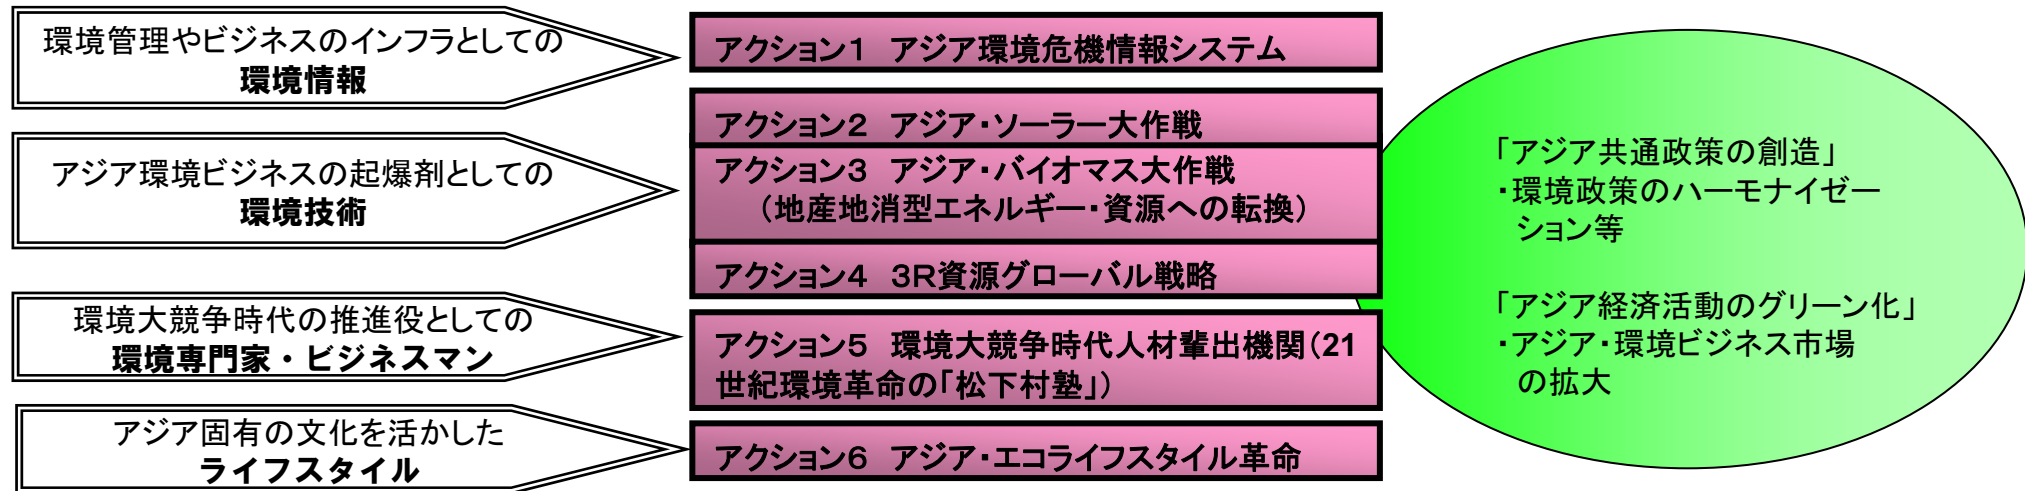 環境管理やビジネスのインフラとしての
環境情報
アジア環境ビジネスの起爆剤としての
環境技術
環境大競争時代の推進役としての
環境専門家・ビジネスマン
アジア固有の文化を活かした
ライフスタイル
アクション１　アジア環境危機情報システム
アクション２　アジア・ソーラー大作戦
アクション３　アジア・バイオマス大作戦
（地産地消型エネルギー・資源への転換）
アクション４　３Ｒ資源グローバル戦略
アクション５　環境大競争時代人材輩出機関（21
世紀環境革命の「松下村塾」）
アクション６　アジア・エコライフスタイル革命
「アジア共通政策の創造」
・環境政策のハーモナイゼー
ション等
「アジア経済活動のグリーン化」
・アジア・環境ビジネス市場
の拡大